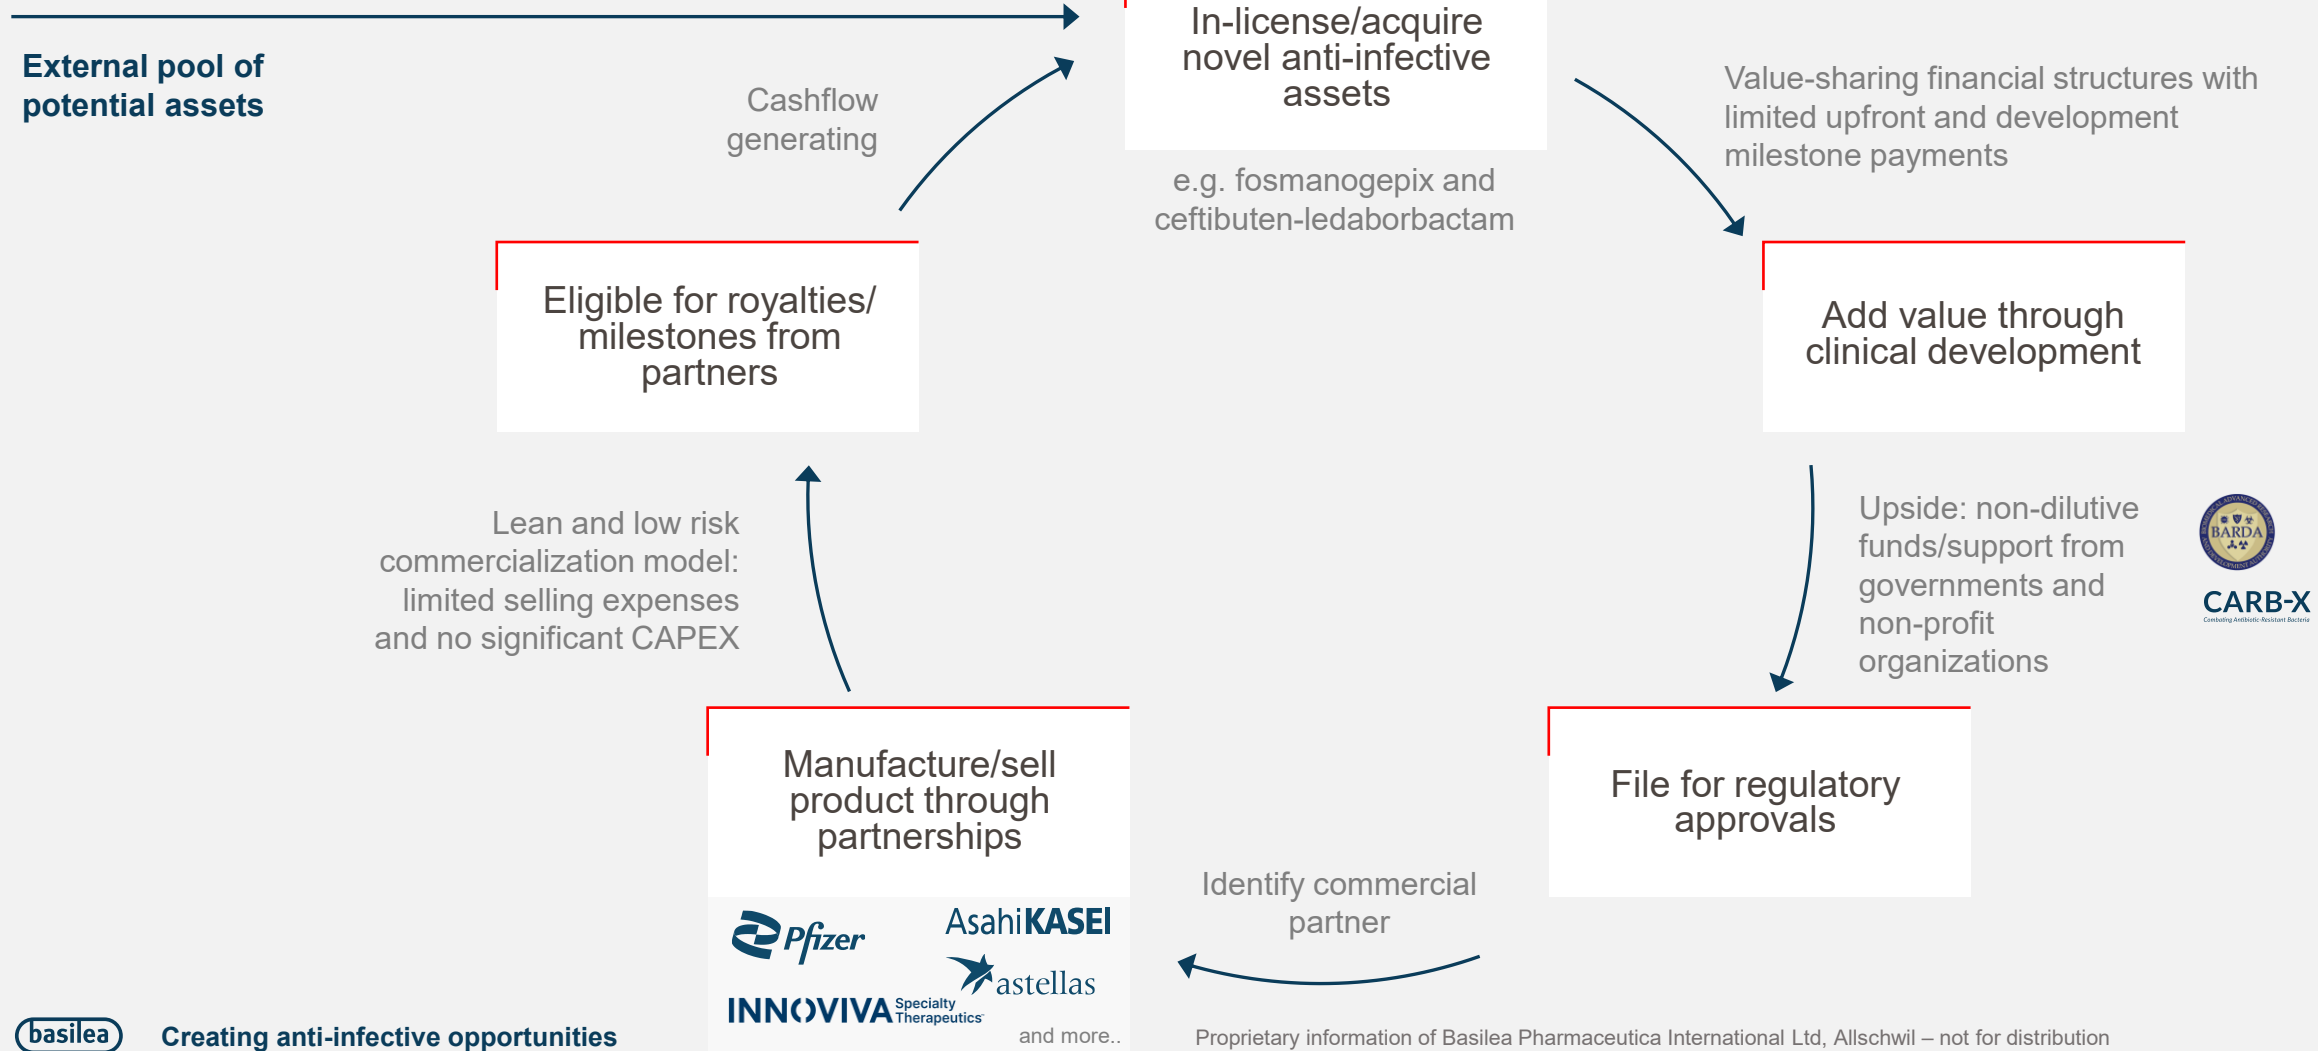 External pool of
potential assets
In-license/acquire
novel anti-infective
assets
e.g. fosmanogepix and
ceftibuten-ledaborbactam
Value-sharing financial structures with
limited upfront and development
milestone payments
Add value through
clinical development
Upside: non-dilutive
funds/support from
governments and
non-profit
organizations
BARDA
CARB-X
Combating Antibiotic-Resistant Bacteria
File for regulatory
approvals
Identify commercial
partner
Manufacture/sell
product through
partnerships
Pfizer
AsahiKASEI
astellas
INNOVIVA Specialty
Therapeutics
and more..
Lean and low risk
commercialization model:
limited selling expenses
and no significant CAPEX
Eligible for royalties/
milestones from
partners
Cashflow
generating
basilea
Creating anti-infective opportunities
Proprietary information of Basilea Pharmaceutica International Ltd, Allschwil – not for distribution